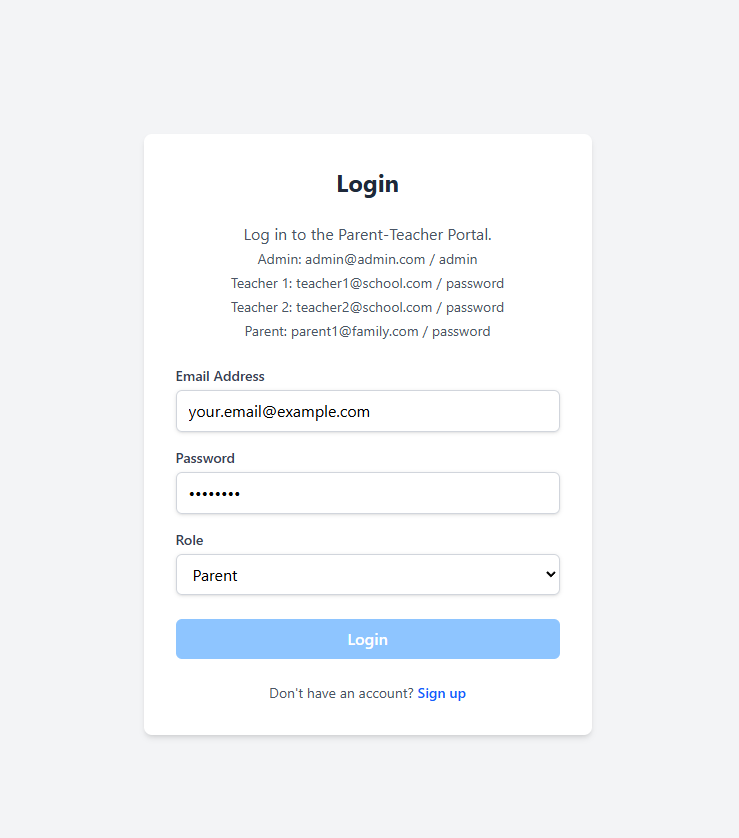 Login
Log in to the Parent-Teacher Portal.
Admin: admin@admin.com / admin
Teacher 1: teacher1@school.com / password
Teacher 2: teacher2@school.com / password
Parent: parent1@family.com / password
Email Address
your.email@example.com
Password
••••••••
Role
Parent
Login
Don't have an account? Sign up